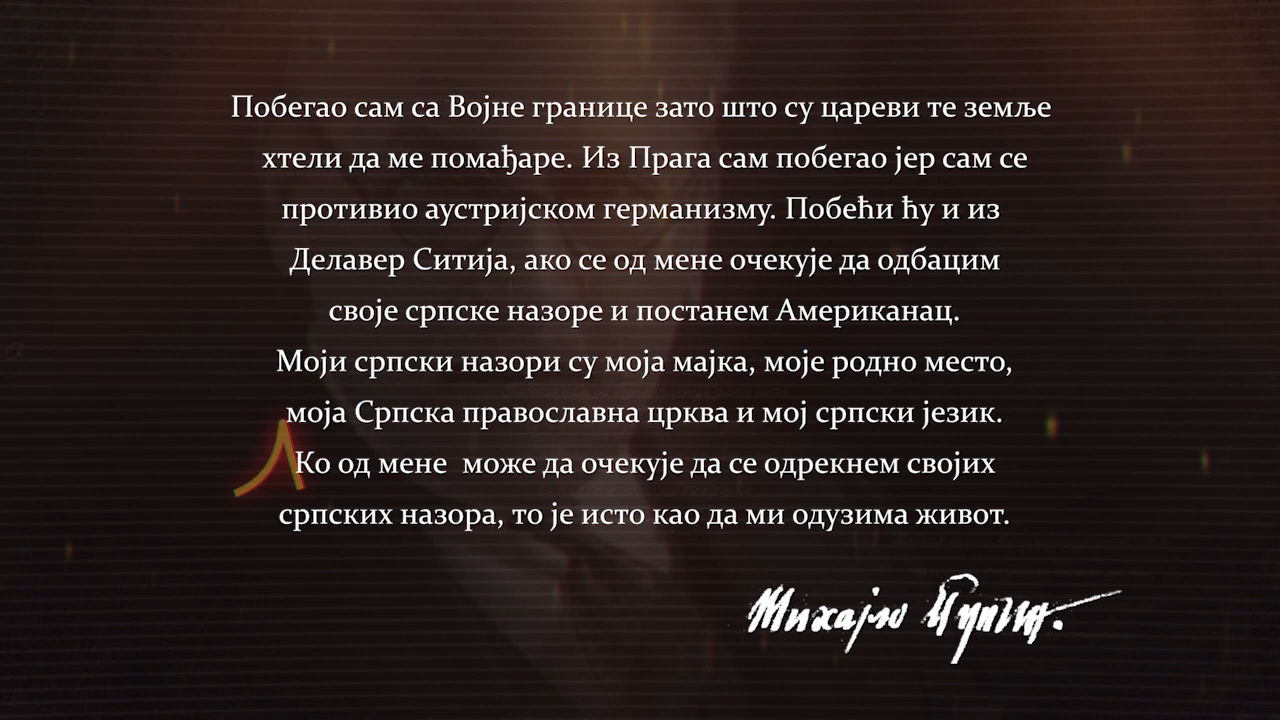 Побегао сам са Војне границе зато што су цареви те земље
хтели да ме помађаре. Из Прага сам побегао јер сам се
противио аустријском германизму. Побећи ћу и из
Делавер Ситија, ако се од мене очекује да одбацим
своје српске назоре и постанем Американац.
Моји српски назори су моја мајка, моје родно место,
моја Српска православна црква и мој српски језик.
Ко од мене  може да очекује да се одрекнем својих
српских назора, то је исто као да ми одузима живот.
Михајло Пупин.